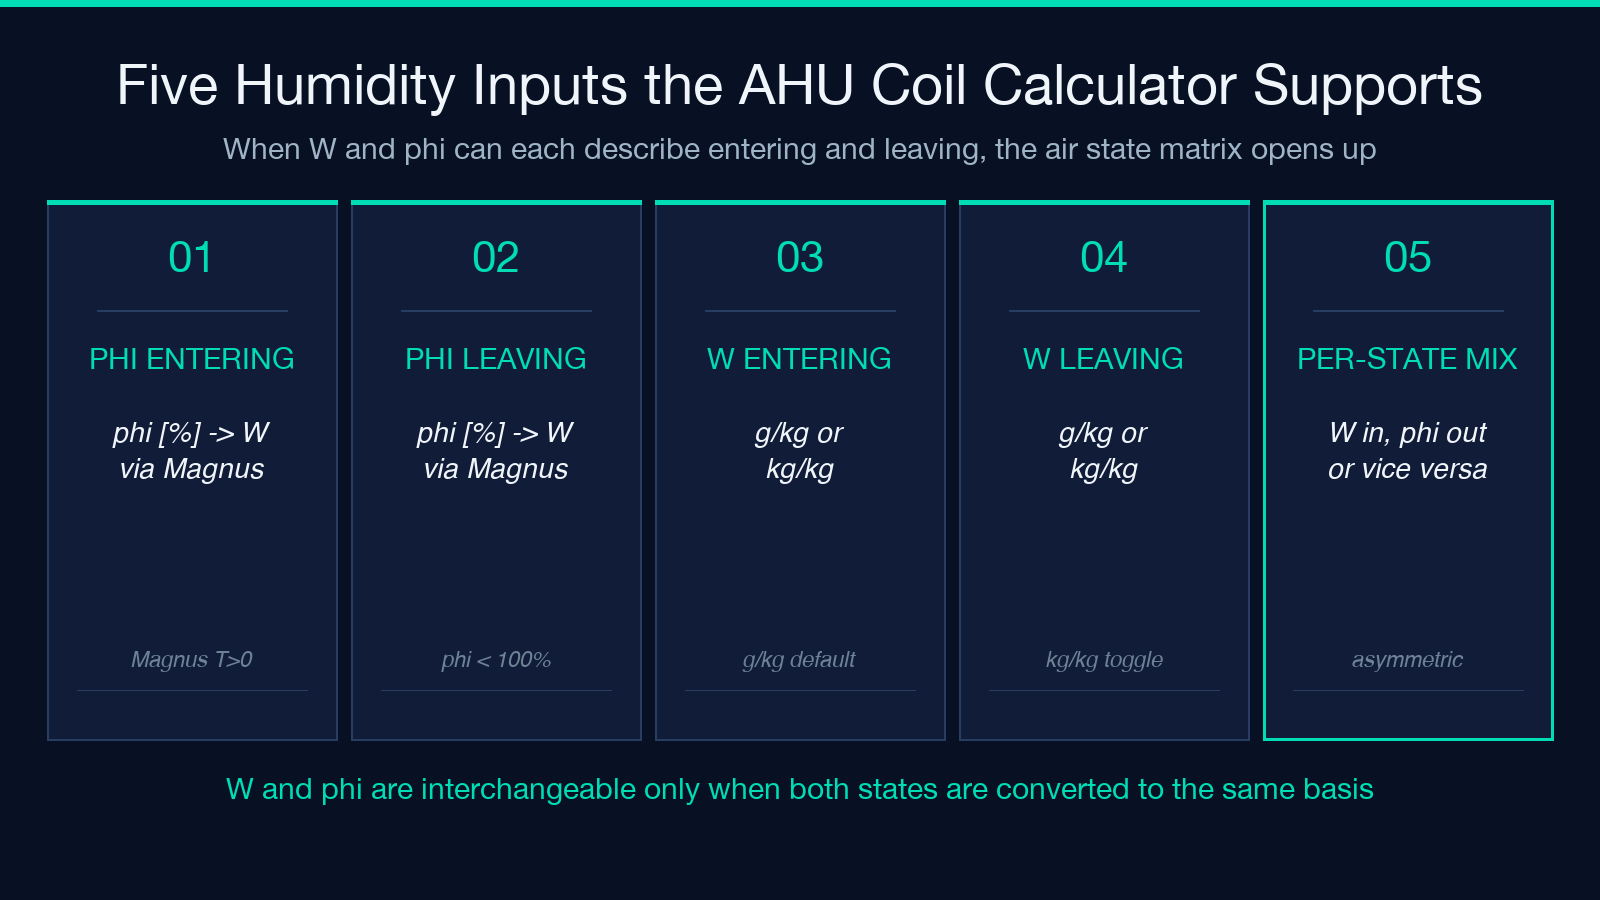 Five Humidity Inputs the AHU Coil Calculator Supports
When W and phi can each describe entering and leaving, the air state matrix opens up
01
PHI ENTERING
phi [%] -> W
via Magnus
Magnus T>0
02
PHI LEAVING
phi [%] -> W
via Magnus
phi < 100%
03
W ENTERING
g/kg or
kg/kg
g/kg default
04
W LEAVING
g/kg or
kg/kg
kg/kg toggle
05
PER-STATE MIX
W in, phi out
or vice versa
asymmetric
W and phi are interchangeable only when both states are converted to the same basis